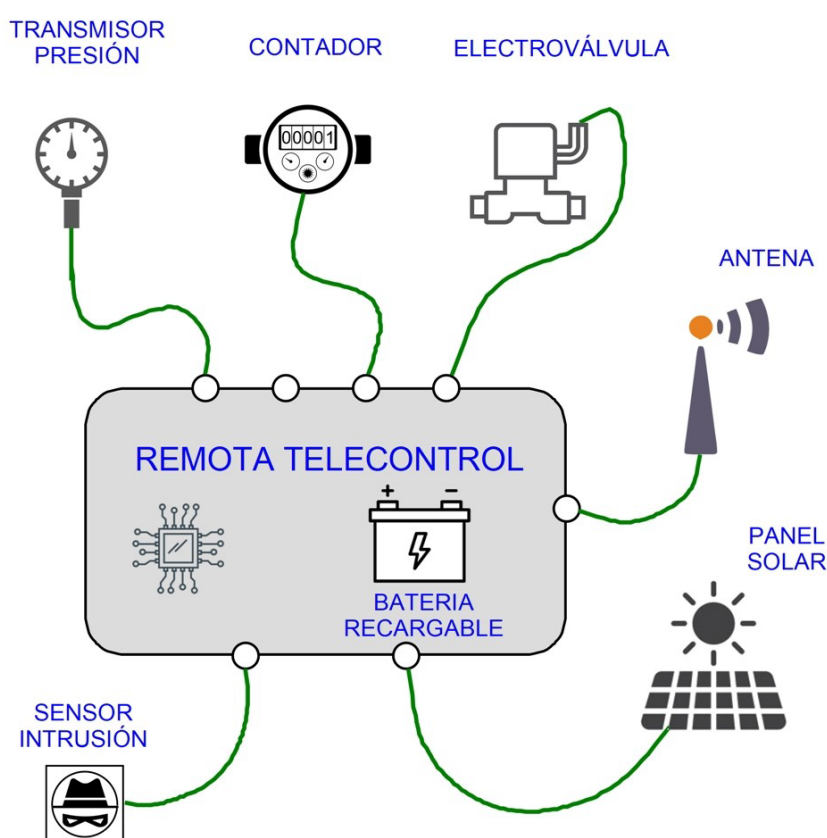 TRANSMISOR
PRESIÓN
CONTADOR
ELECTROVÁLVULA
00001
ANTENA
REMOTA TELECONTROL
+ −
BATERIA
RECARGABLE
PANEL
SOLAR
SENSOR
INTRUSIÓN